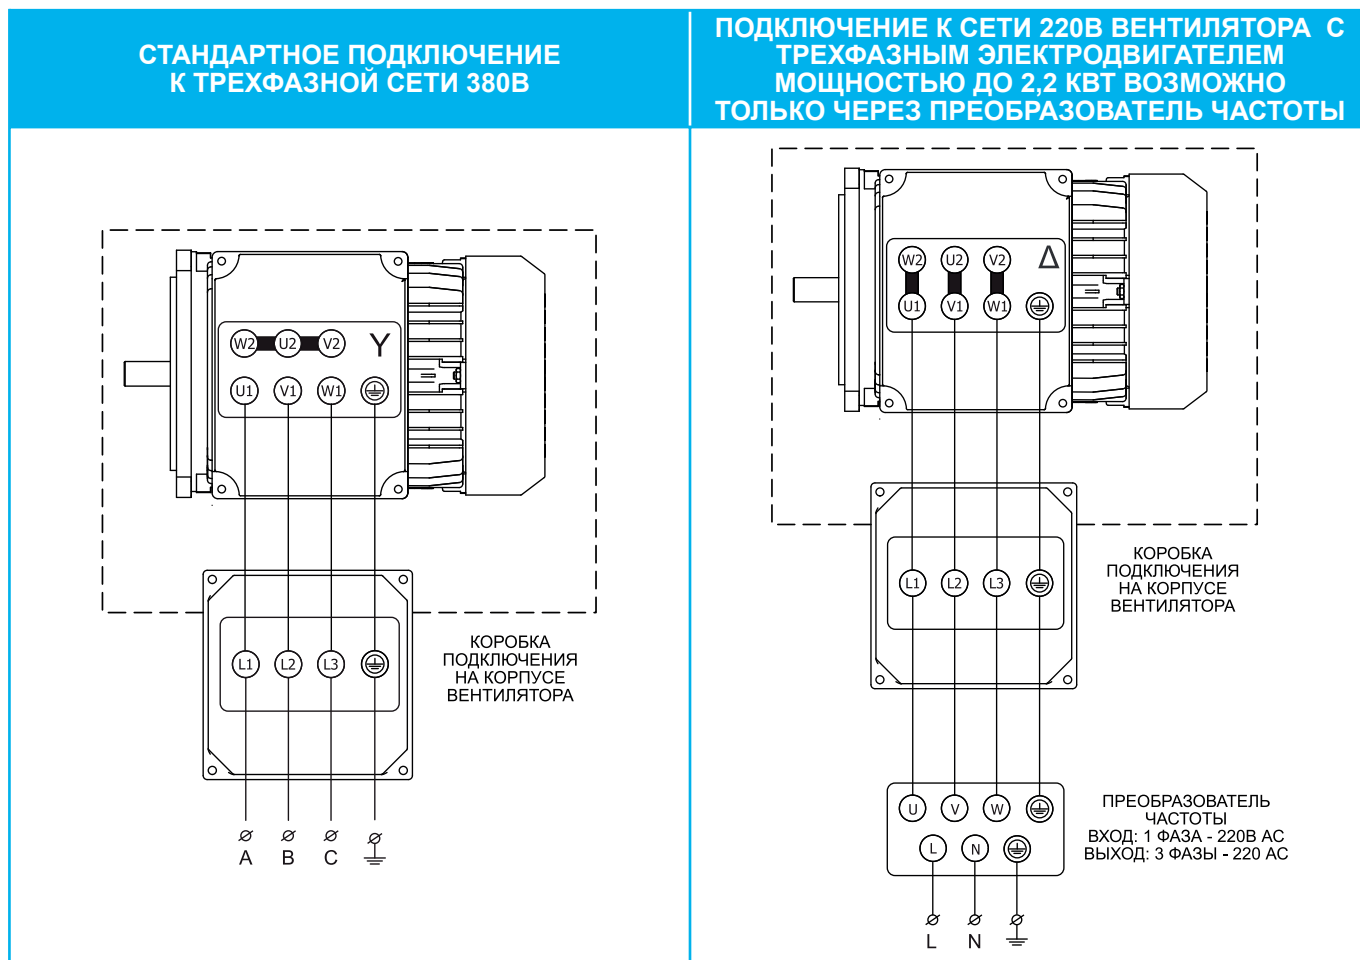 СТАНДАРТНОЕ ПОДКЛЮЧЕНИЕ
К ТРЕХФАЗНОЙ СЕТИ 380В
W2 U2 V2 Y
U1 V1 W1
L1 L2 L3
КОРОБКА
ПОДКЛЮЧЕНИЯ
НА КОРПУСЕ
ВЕНТИЛЯТОРА
A B C
ПОДКЛЮЧЕНИЕ К СЕТИ 220В ВЕНТИЛЯТОРА С
ТРЕХФАЗНЫМ ЭЛЕКТРОДВИГАТЕЛЕМ
МОЩНОСТЬЮ ДО 2,2 КВТ ВОЗМОЖНО
ТОЛЬКО ЧЕРЕЗ ПРЕОБРАЗОВАТЕЛЬ ЧАСТОТЫ
W2 U2 V2 Δ
U1 V1 W1
L1 L2 L3
КОРОБКА
ПОДКЛЮЧЕНИЯ
НА КОРПУСЕ
ВЕНТИЛЯТОРА
U V W
L N
ПРЕОБРАЗОВАТЕЛЬ
ЧАСТОТЫ
ВХОД: 1 ФАЗА - 220В АС
ВЫХОД: 3 ФАЗЫ - 220 АС
L N